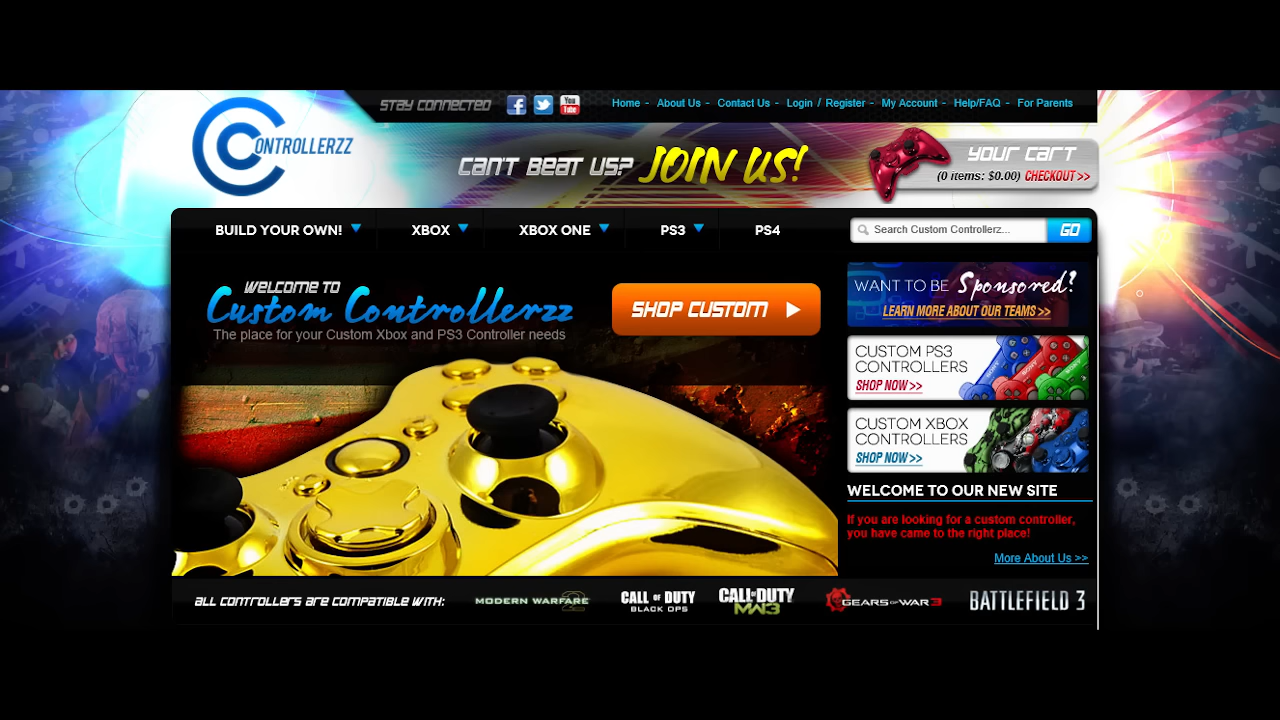 STAY CONNECTED
You Tube
Home - About Us - Contact Us - Login / Register - My Account - Help/FAQ - For Parents
CONTROLLERZZ
CAN'T BEAT US? JOIN US!
YOUR CART
(0 items: $0.00) CHECKOUT >>
BUILD YOUR OWN! XBOX XBOX ONE PS3 PS4
Search Custom Controllerz... GO
WELCOME TO
Custom Controllerzz
The place for your Custom Xbox and PS3 Controller needs
SHOP CUSTOM
WANT TO BE Sponsored?
LEARN MORE ABOUT OUR TEAMS >>
CUSTOM PS3
CONTROLLERS
SHOP NOW >>
CUSTOM XBOX
CONTROLLERS
SHOP NOW >>
WELCOME TO OUR NEW SITE
If you are looking for a custom controller,
you have came to the right place!
More About Us >>
ALL CONTROLLERS ARE COMPATIBLE WITH:
MODERN WARFARE 2
CALL OF DUTY
BLACK OPS
CALL OF DUTY
MW3
GEARS OF WAR 3
BATTLEFIELD 3